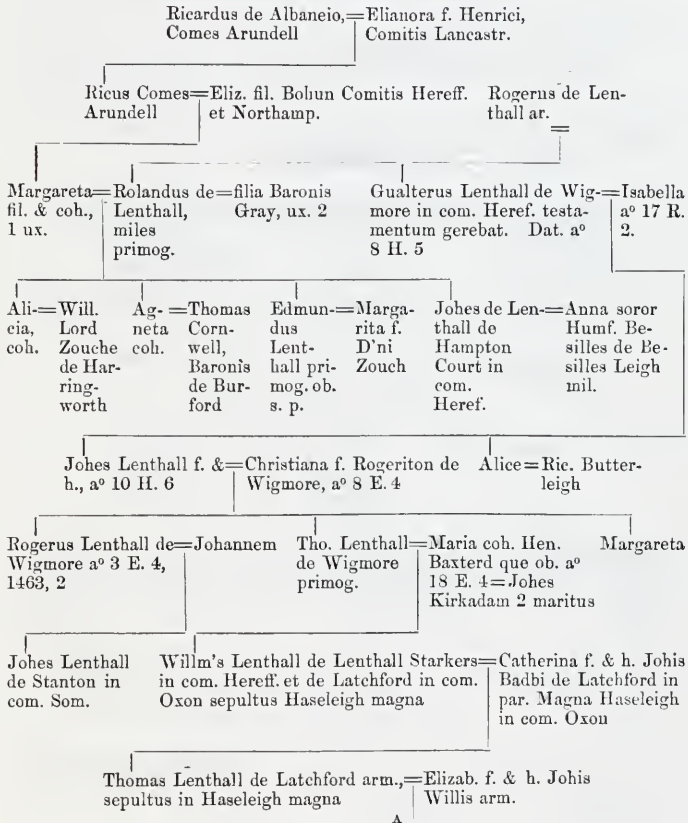 Ricardus de Albaneio,=Elianora f. Henrici,
Comes Arundell
Comitis Lancastr.
Ricus Comes=Eliz. fil. Bohun Comitis Hereff.
Arundell
et Northamp.
Rogerus de Len-
thall ar.
=
Margareta=
fil. & coh.,
1 ux.
Rolandus de=
Lenthall,
miles
primog.
filia Baronis
Gray, ux. 2
Gualterus Lenthall de Wig-=
more in com. Heref. testa-
mentum gerebat. Dat. aº
8 H. 5
Isabella
aº 17 R.
2.
Ali-=
cia,
coh.
Will.
Lord
Zouche
de Har-
ring-
worth
Ag-=
neta
coh.
Thomas
Corn-
well,
Baronis
de Bur-
ford
Edmun-=
dus
Lent-
hall pri-
mog. ob.
s. p.
Marga-
rita f.
D'ni
Zouch
Johes de Len-=
thall de
Hampton
Court in
com.
Heref.
Anna soror
Humf. Be-
silles de Be-
silles Leigh
mil.
Johes Lenthall f. &=
h., aº 10 H. 6
Christiana f. Rogeriton de
Wigmore, aº 8 E. 4
Alice=Ric. Butter-
leigh
Rogerus Lenthall de=Johannem
Wigmore aº 3 E. 4,
1463, 2
Tho. Lenthall=
de Wigmore
primog.
Maria coh. Hen.
Baxterd que ob. aº
18 E. 4=Johes
Kirkadam 2 maritus
Margareta
Johes Lenthall
de Stanton in
com. Som.
Willm's Lenthall de Lenthall Starkers=
in com. Hereff. et de Latchford in com.
Oxon sepultus Haseleigh magna
Catherina f. & h. Johis
Badbi de Latchford in
par. Magna Haseleigh
in com. Oxon
Thomas Lenthall de Latchford arm.,=
sepultus in Haseleigh magna
Elizab. f. & h. Johis
Willis arm.
A